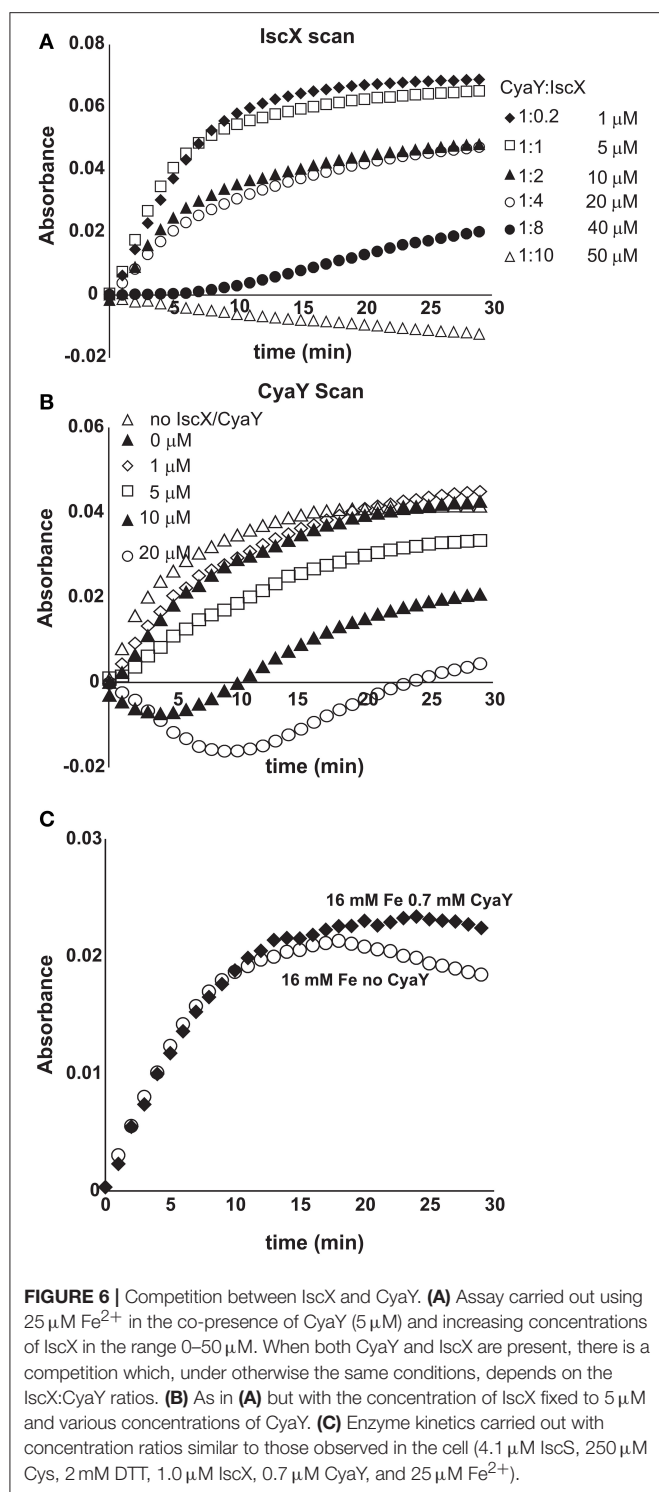 A
IscX scan
0.08
0.06
0.04
0.02
0
-0.02
Absorbance
5
10
15
20
25
30
time (min)
CyaY:IscX
1:0.2 1 μM
1:1 5 μM
1:2 10 μM
1:4 20 μM
1:8 40 μM
1:10 50 μM
B
CyaY Scan
0.06
0.04
0.02
0
-0.02
Absorbance
no IscX/CyaY
0 μM
1 μM
5 μM
10 μM
20 μM
5
10
15
20
25
30
time (min)
C
0.03
0.02
0.01
0
Absorbance
16 mM Fe 0.7 mM CyaY
16 mM Fe no CyaY
0
5
10
15
20
25
30
time (min)
FIGURE 6 | Competition between IscX and CyaY. (A) Assay carried out using
25 μM Fe2+ in the co-presence of CyaY (5 μM) and increasing concentrations
of IscX in the range 0–50 μM. When both CyaY and IscX are present, there is a
competition which, under otherwise the same conditions, depends on the
IscX:CyaY ratios. (B) As in (A) but with the concentration of IscX fixed to 5 μM
and various concentrations of CyaY. (C) Enzyme kinetics carried out with
concentration ratios similar to those observed in the cell (4.1 μM IscS, 250 μM
Cys, 2 mM DTT, 1.0 μM IscX, 0.7 μM CyaY, and 25 μM Fe2+).